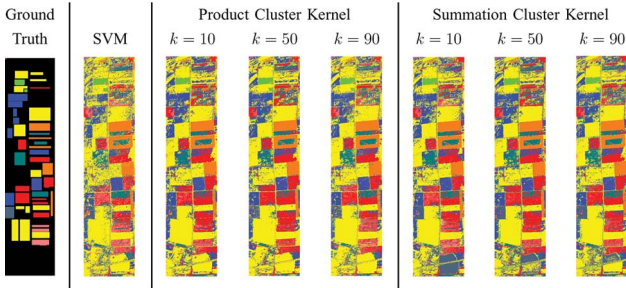 Ground Product Cluster Kernel Summation Cluster Kernel
Truth SVM k = 10 k = 50 k = 90 k = 10 k = 50 k = 90